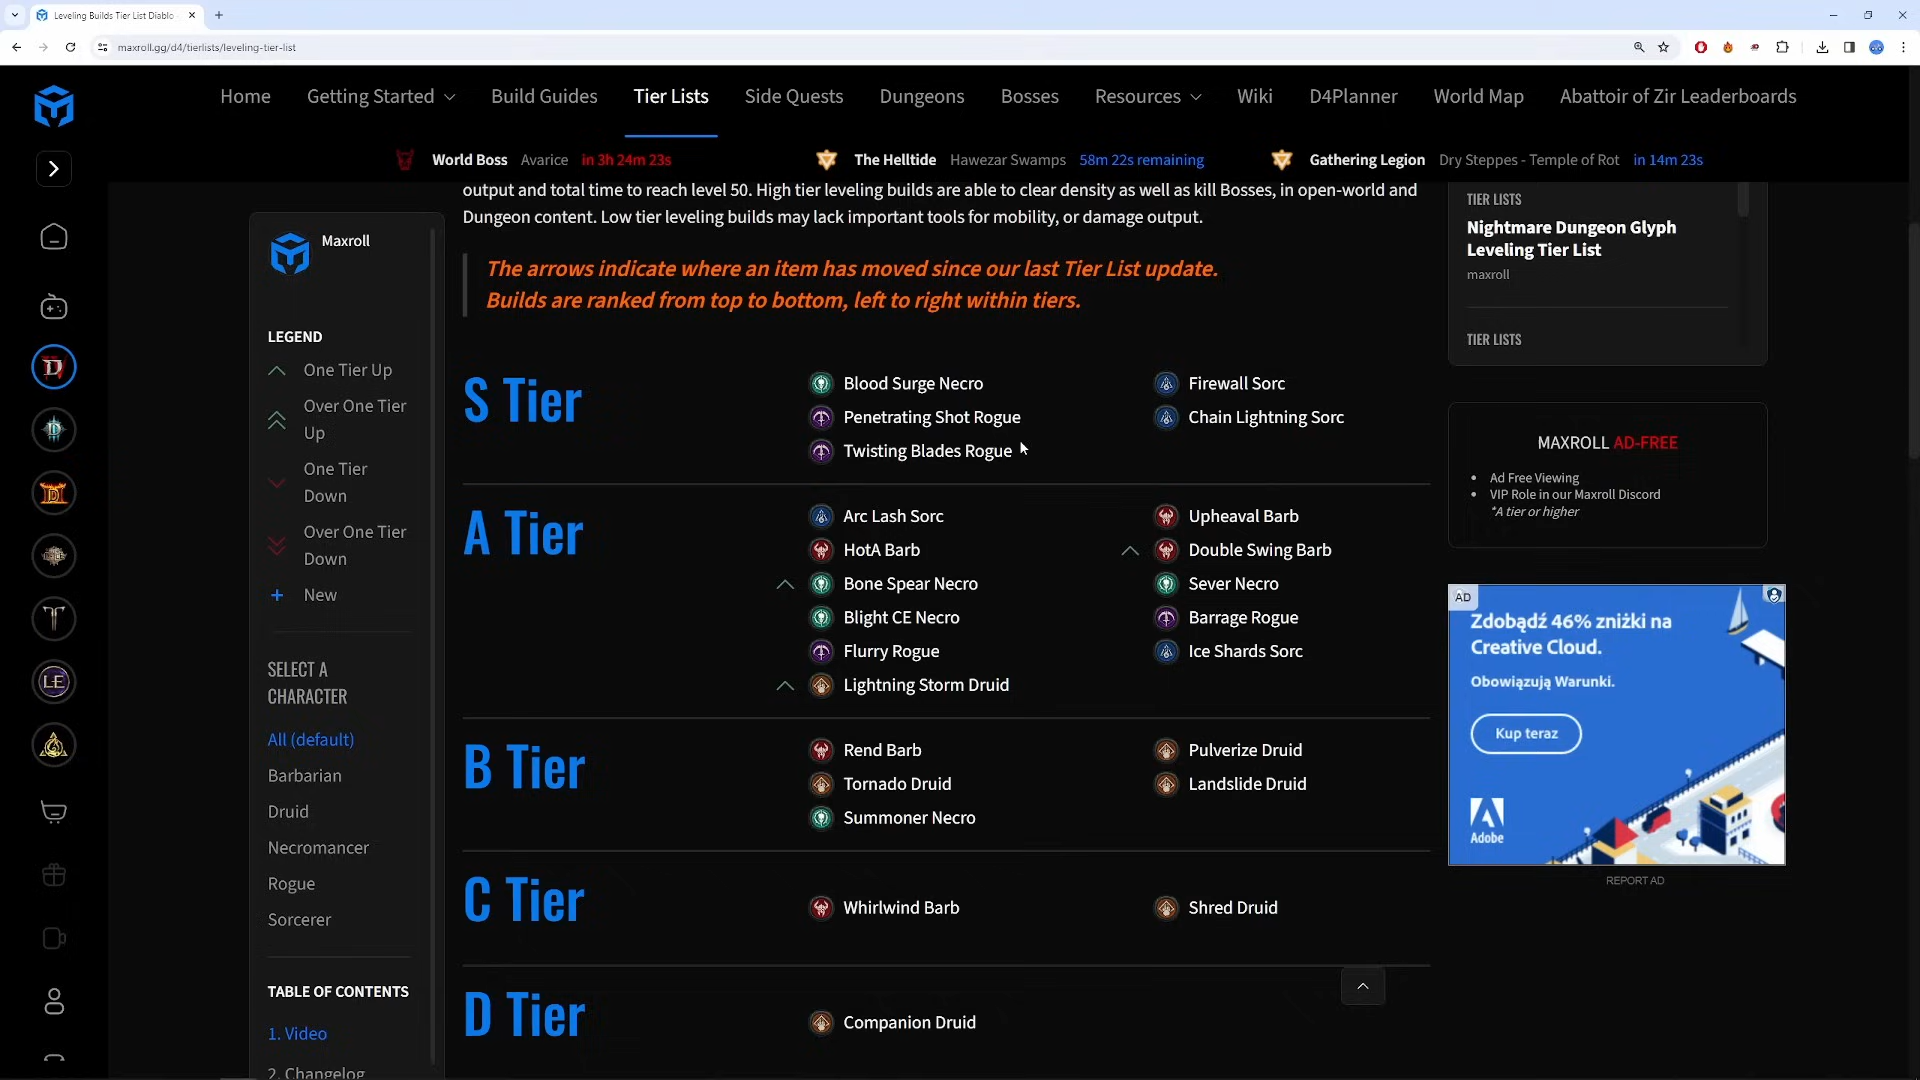 Leveling Builds Tier List Diablo
maxroll.gg/d4/tierlists/leveling-tier-list
Home
Getting Started
Build Guides
Tier Lists
Side Quests
Dungeons
Bosses
Resources
Wiki
D4Planner
World Map
Abattoir of Zir Leaderboards
World Boss Avarice in 3h 24m 23s
The Helltide Hawezar Swamps 58m 22s remaining
Gathering Legion Dry Steppes - Temple of Rot in 14m 23s
Maxroll
LEGEND
One Tier Up
Over One Tier
Up
One Tier
Down
Over One Tier
Down
+ New
SELECT A
CHARACTER
All (default)
Barbarian
Druid
Necromancer
Rogue
Sorcerer
TABLE OF CONTENTS
1. Video
2. Changelog
output and total time to reach level 50. High tier leveling builds are able to clear density as well as kill Bosses, in open-world and
Dungeon content. Low tier leveling builds may lack important tools for mobility, or damage output.
The arrows indicate where an item has moved since our last Tier List update.
Builds are ranked from top to bottom, left to right within tiers.
S Tier
Blood Surge Necro
Firewall Sorc
Penetrating Shot Rogue
Chain Lightning Sorc
Twisting Blades Rogue
A Tier
Arc Lash Sorc
Upheaval Barb
HotA Barb
Double Swing Barb
Bone Spear Necro
Sever Necro
Blight CE Necro
Barrage Rogue
Flurry Rogue
Ice Shards Sorc
Lightning Storm Druid
B Tier
Rend Barb
Pulverize Druid
Tornado Druid
Landslide Druid
Summoner Necro
C Tier
Whirlwind Barb
Shred Druid
D Tier
Companion Druid
TIER LISTS
Nightmare Dungeon Glyph
Leveling Tier List
maxroll
TIER LISTS
MAXROLL AD-FREE
• Ad Free Viewing
• VIP Role in our Maxroll Discord
*A tier or higher
AD
Zdobądź 46% zniżki na
Creative Cloud.
Obowiązują Warunki.
Kup teraz
Adobe
REPORT AD